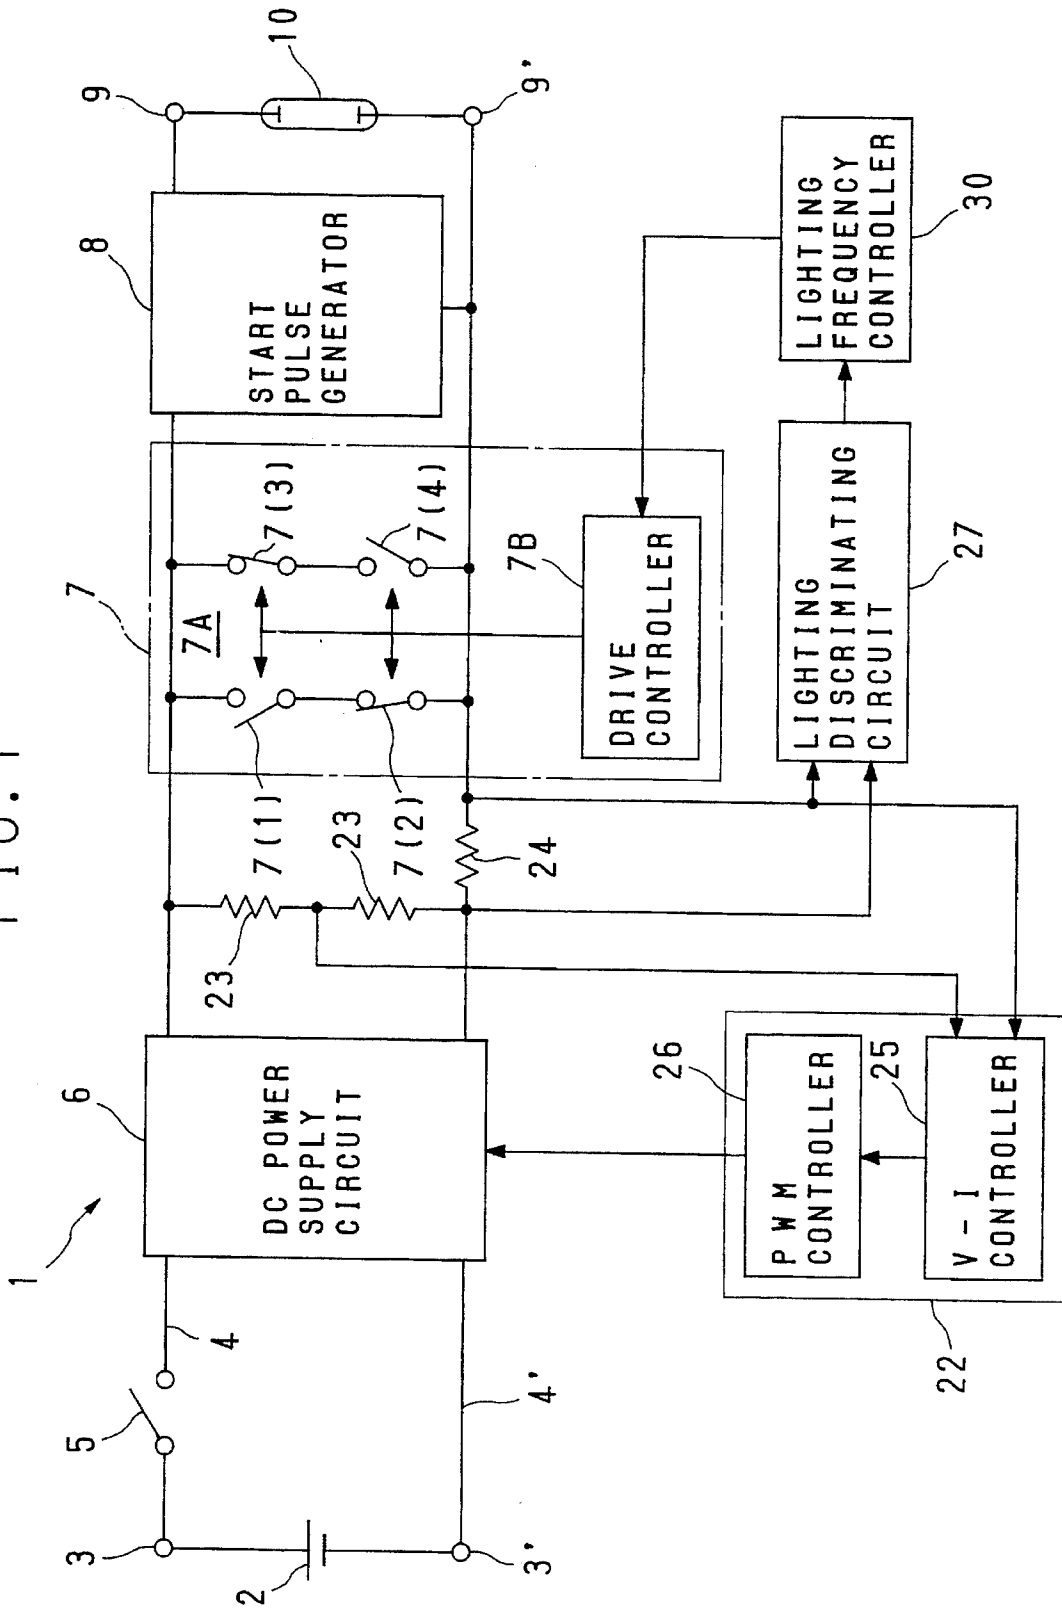 FIG. 1
1
2
3
3'
4
4'
5
6
DC POWER
SUPPLY
CIRCUIT
23
23
24
7
7A
7(1)
7(2)
7(3)
7(4)
7B
DRIVE
CONTROLLER
8
START
PULSE
GENERATOR
9
9'
10
22
26
PWM
CONTROLLER
25
V-I
CONTROLLER
LIGHTING
DISCRIMINATING
CIRCUIT
27
LIGHTING
FREQUENCY
CONTROLLER
30